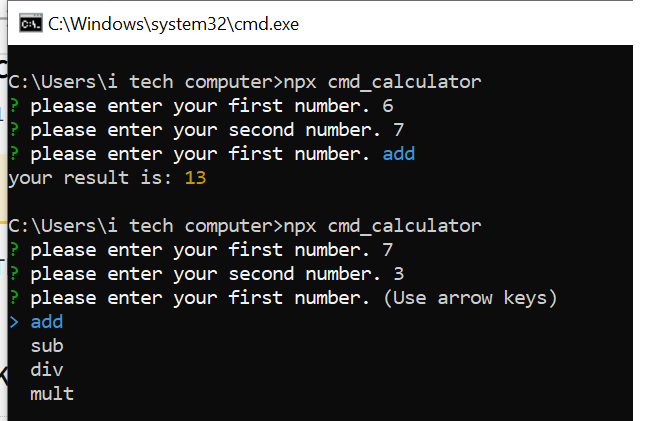 C:\Windows\system32\cmd.exe
C:\Users\i tech computer>npx cmd_calculator
? please enter your first number. 6
? please enter your second number. 7
? please enter your first number. add
your result is: 13
C:\Users\i tech computer>npx cmd_calculator
? please enter your first number. 7
? please enter your second number. 3
? please enter your first number. (Use arrow keys)
> add
sub
div
mult